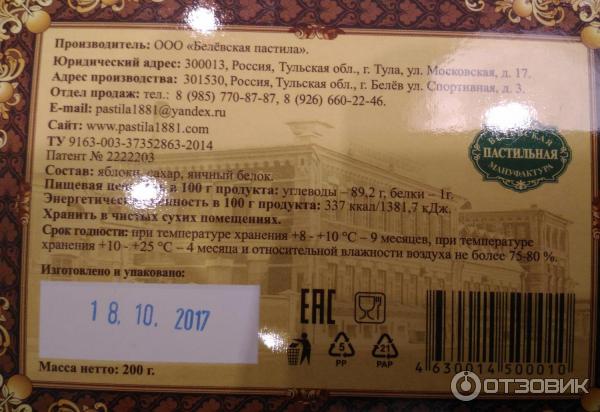 Производитель: ООО «Белёвская пастила».
Юридический адрес: 300013, Россия, Тульская обл., г. Тула, ул. Московская, д. 17.
Адрес производства: 301530, Россия, Тульская обл., г. Белёв ул. Спортивная, д. 3.
Отдел продаж: тел.: 8 (985) 770-87-87, 8 (926) 660-22-46.
E-mail: pastila1881@yandex.ru
Сайт: www.pastila1881.com
ТУ 9163-003-37352863-2014
Патент № 2222203
ПАСТИЛЬНАЯ
МАНУФАКТУРА
Состав: яблоки, сахар, яичный белок.
Пищевая ценность в 100 г продукта: углеводы – 89,2 г, белки – 1г.
Энергетическая ценность в 100 г продукта: 337 ккал/1381,7 кДж.
Хранить в чистых сухих помещениях.
Срок годности: при температуре хранения +8 - +10 °С – 9 месяцев, при температуре
хранения +10 - +25 °С – 4 месяца и относительной влажности воздуха не более 75-80 %.
Изготовлено и упаковано:
18. 10. 2017
Масса нетто: 200 г.
EAC
5
PP
21
PAP
4630014500010
ОТЗОВИК